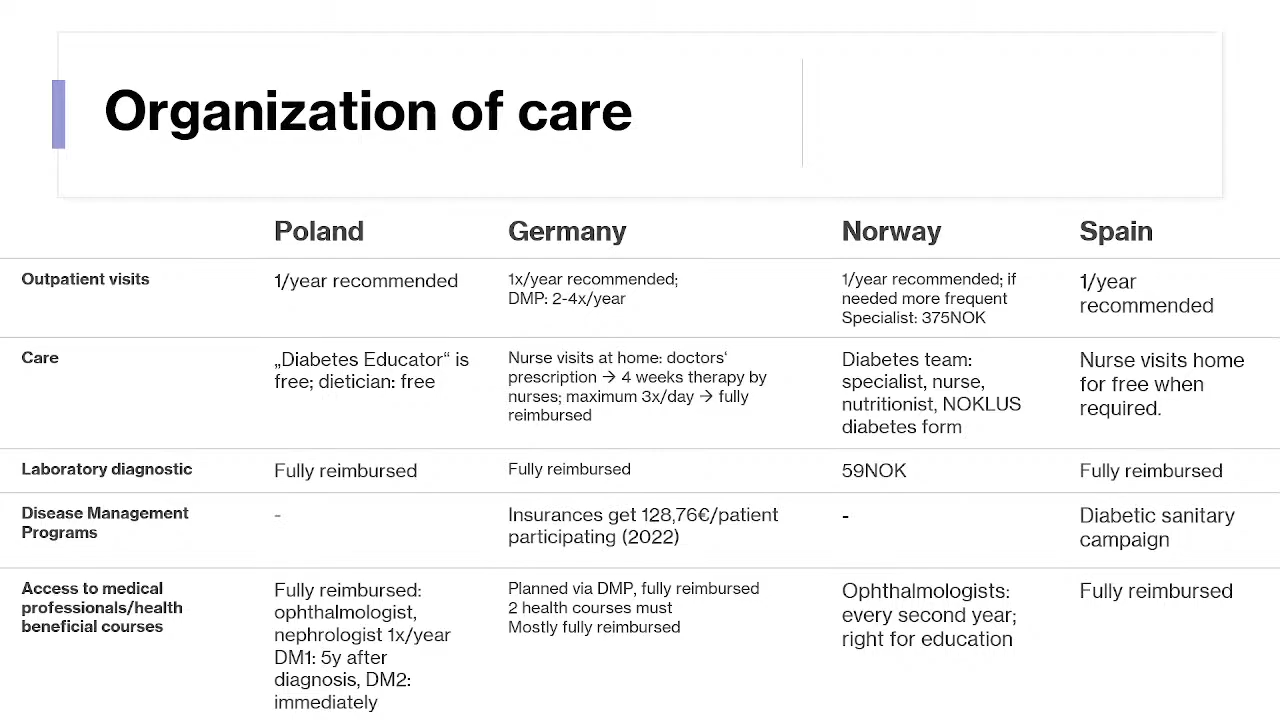 Organization of care
Poland Germany Norway Spain
Outpatient visits
1/year recommended
1x/year recommended;
DMP: 2-4x/year
1/year recommended; if
needed more frequent
Specialist: 375NOK
1/year
recommended
Care
„Diabetes Educator“ is
free; dietician: free
Nurse visits at home: doctors‘
prescription → 4 weeks therapy by
nurses; maximum 3x/day → fully
reimbursed
Diabetes team:
specialist, nurse,
nutritionist, NOKLUS
diabetes form
Nurse visits home
for free when
required.
Laboratory diagnostic
Fully reimbursed
Fully reimbursed
59NOK
Fully reimbursed
Disease Management
Programs
-
Insurances get 128,76€/patient
participating (2022)
-
Diabetic sanitary
campaign
Access to medical
professionals/health
beneficial courses
Fully reimbursed:
ophthalmologist,
nephrologist 1x/year
DM1: 5y after
diagnosis, DM2:
immediately
Planned via DMP, fully reimbursed
2 health courses must
Mostly fully reimbursed
Ophthalmologists:
every second year;
right for education
Fully reimbursed